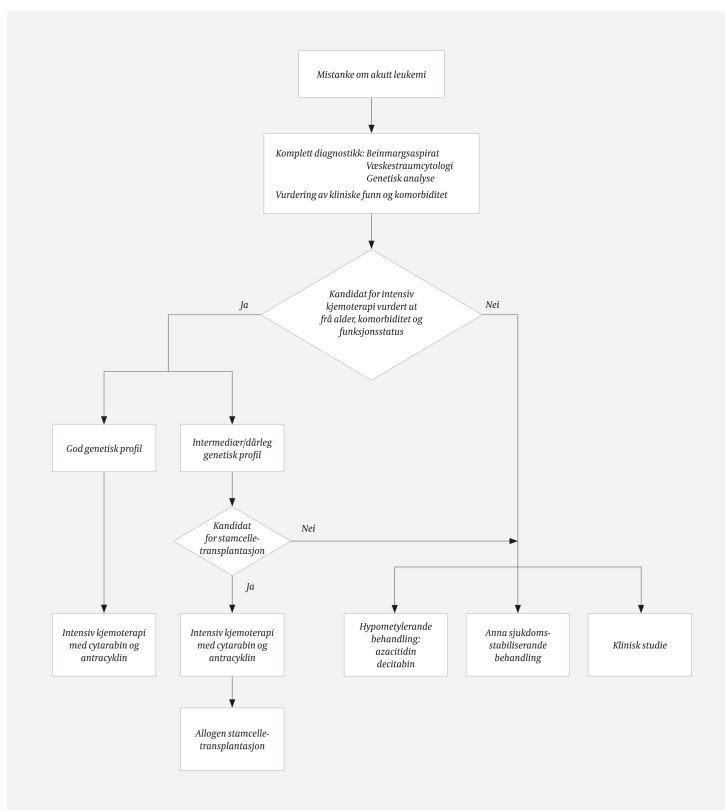 Mistanke om akutt leukemi
Komplett diagnostikk: Beinmargsaspirat
Væskestraumcytologi
Genetisk analyse
Vurdering av kliniske funn og komorbiditet
Kandidat for intensiv
kjemoterapi vurdert ut
frå alder, komorbiditet og
funksjonsstatus
Ja
Nei
God genetisk profil
Intermediær/dårleg
genetisk profil
Kandidat
for stamcelle-
transplantasjon
Nei
Ja
Intensiv kjemoterapi
med cytarabin og
antracyklin
Intensiv kjemoterapi
med cytarabin og
antracyklin
Hypometylerande
behandling:
azacitidin
decitabin
Anna sjukdoms-
stabiliserande
behandling
Klinisk studie
Allogen stamcelle-
transplantasjon